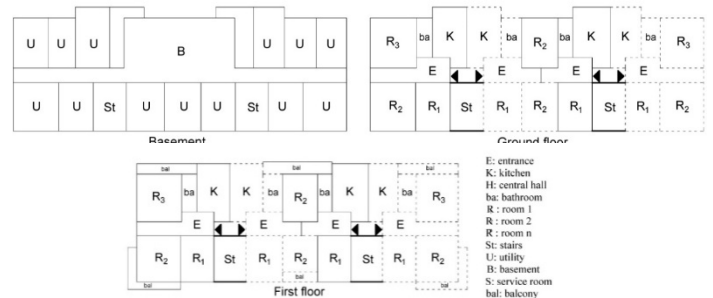 U U U U U U
B
U U St U U U St U U
Basement
ba K K ba ba K K ba
R3 R2 R3
E E E E
R2 R1 St R1 R2 R1 St R1 R2
Ground floor
bal bal bal
R3 ba K K ba R2 ba K K ba R3
E E E E
R2 R1 St R1 R2 R1 St R1 R2
bal bal bal
First floor
E: entrance
K: kitchen
H: central hall
ba: bathroom
R : room 1
R : room 2
R : room n
St: stairs
U: utility
B: basement
S: service room
bal: balcony